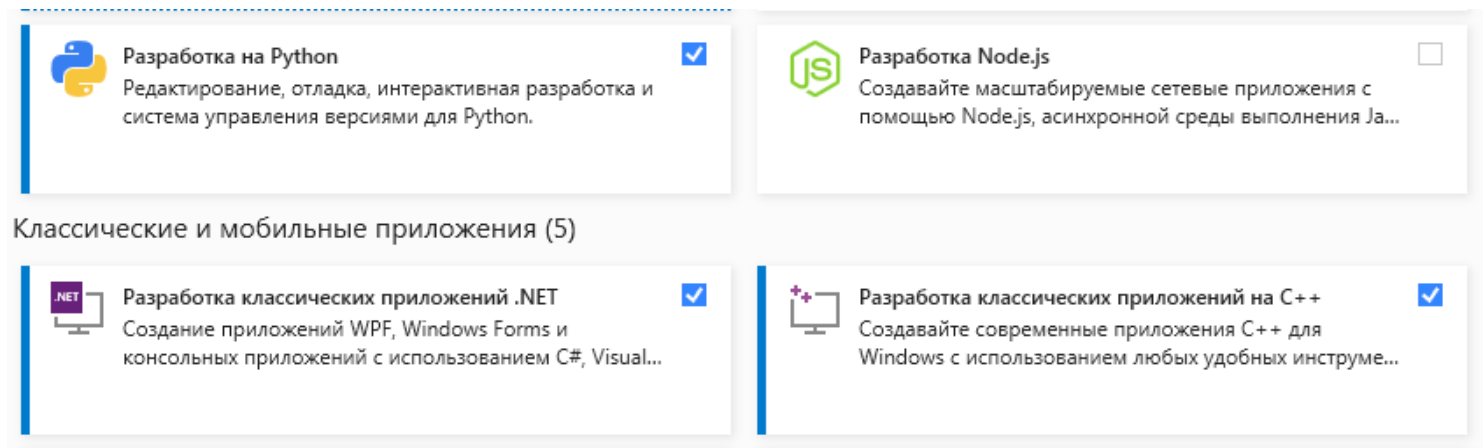 Разработка на Python
Редактирование, отладка, интерактивная разработка и
система управления версиями для Python.
JS
Разработка Node.js
Создавайте масштабируемые сетевые приложения с
помощью Node.js, асинхронной среды выполнения Ja...
Классические и мобильные приложения (5)
.NET
Разработка классических приложений .NET
Создание приложений WPF, Windows Forms и
консольных приложений с использованием C#, Visual...
++
Разработка классических приложений на C++
Создавайте современные приложения C++ для
Windows с использованием любых удобных инструме...